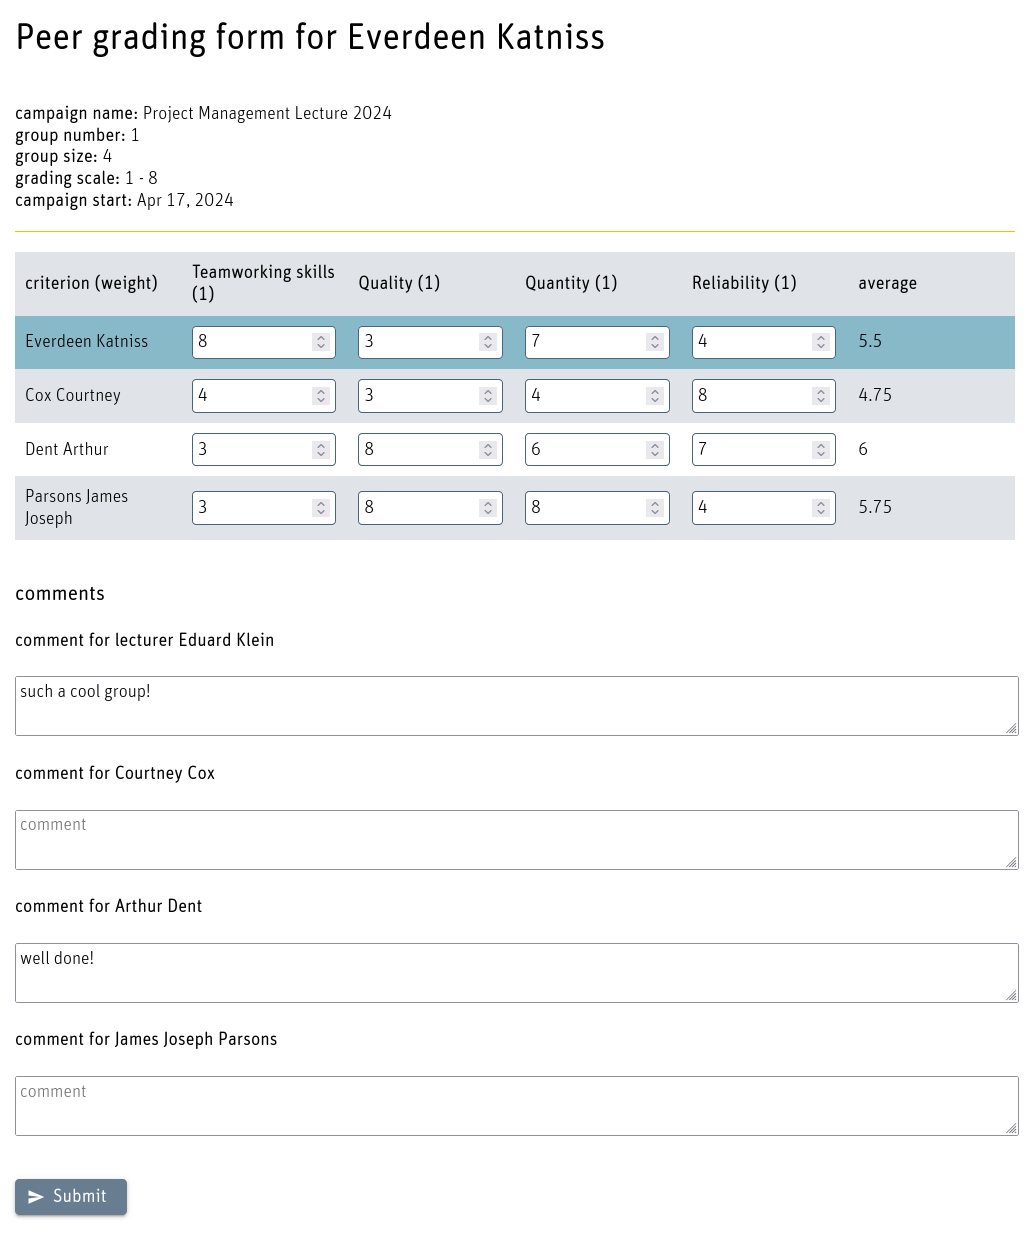 Peer grading form for Everdeen Katniss
campaign name: Project Management Lecture 2024
group number: 1
group size: 4
grading scale: 1 - 8
campaign start: Apr 17, 2024
criterion (weight) Teamworking skills (1) Quality (1) Quantity (1) Reliability (1) average
Everdeen Katniss 8 3 7 4 5.5
Cox Courtney 4 3 4 8 4.75
Dent Arthur 3 8 6 7 6
Parsons James Joseph 3 8 8 4 5.75
comments
comment for lecturer Eduard Klein
such a cool group!
comment for Courtney Cox
comment
comment for Arthur Dent
well done!
comment for James Joseph Parsons
comment
Submit